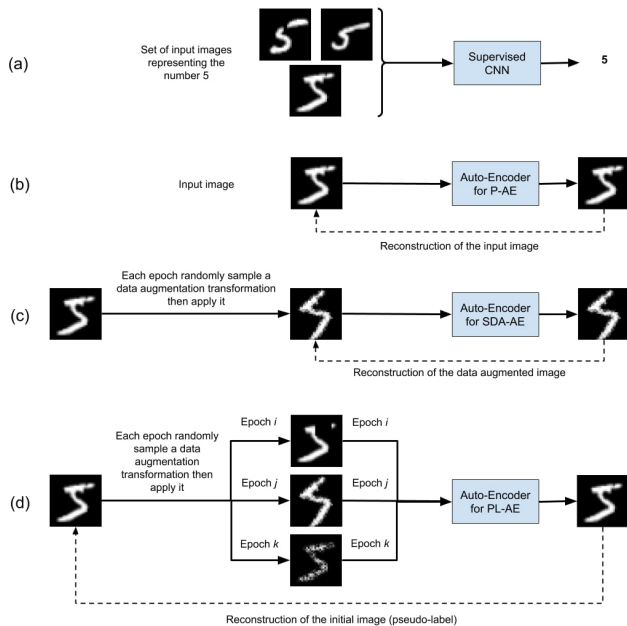 (a)
Set of input images
representing the
number 5
Supervised
CNN
5
(b)
Input image
Auto-Encoder
for P-AE
Reconstruction of the input image
(c)
Each epoch randomly sample a
data augmentation transformation
then apply it
Auto-Encoder
for SDA-AE
Reconstruction of the data augmented image
(d)
Each epoch randomly
sample a data
augmentation
transformation then
apply it
Epoch i
Epoch i
Epoch j
Epoch j
Epoch k
Epoch k
Auto-Encoder
for PL-AE
Reconstruction of the initial image (pseudo-label)